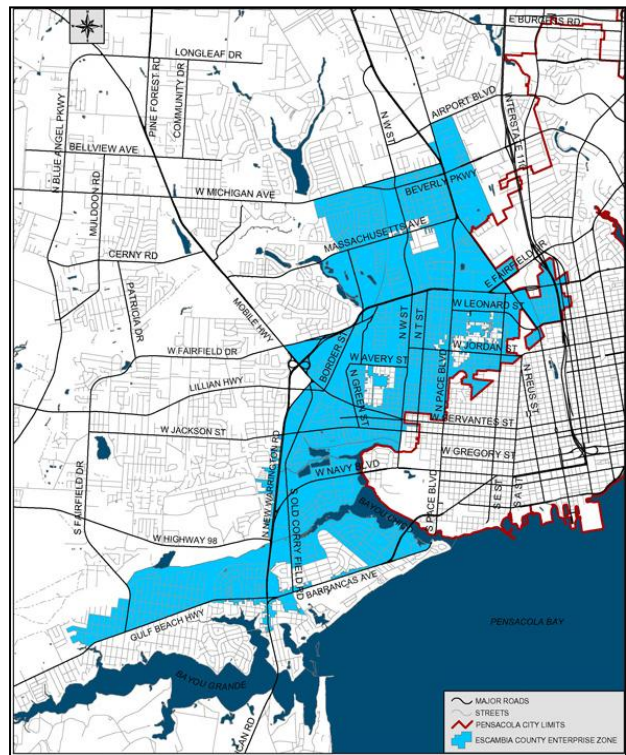 E BURGESS RD
LONGLEAF DR
PINE FOREST RD
COMMUNITY DR
N BLUE ANGEL PKWY
N W ST
AIRPORT BLVD
INTERSTATE 110
BELLVIEW AVE
MULDOON RD
W MICHIGAN AVE
BEVERLY PKWY
MASSACHUSETTS AVE
CERNY RD
E FAIRFIELD DR
PATRICIA DR
MOBILE HWY
W LEONARD ST
N W ST
N T ST
BORDER ST
W FAIRFIELD DR
W AVERY ST
W JORDAN ST
LILLIAN HWY
N GREEN ST
N PACE BLVD
N REUS ST
W CERVANTES ST
W JACKSON ST
W GREGORY ST
W NAVY BLVD
S FAIRFIELD DR
N NEW WARRINGTON RD
S OLD CORRY FIELD RD
S PACE BLVD
S E ST
S A ST
W HIGHWAY 98
BARRANCAS AVE
GULF BEACH HWY
PENSACOLA BAY
BAYOU GRANDE
MAJOR ROADS
STREETS
PENSACOLA CITY LIMITS
ESCAMBIA COUNTY ENTERPRISE ZONE